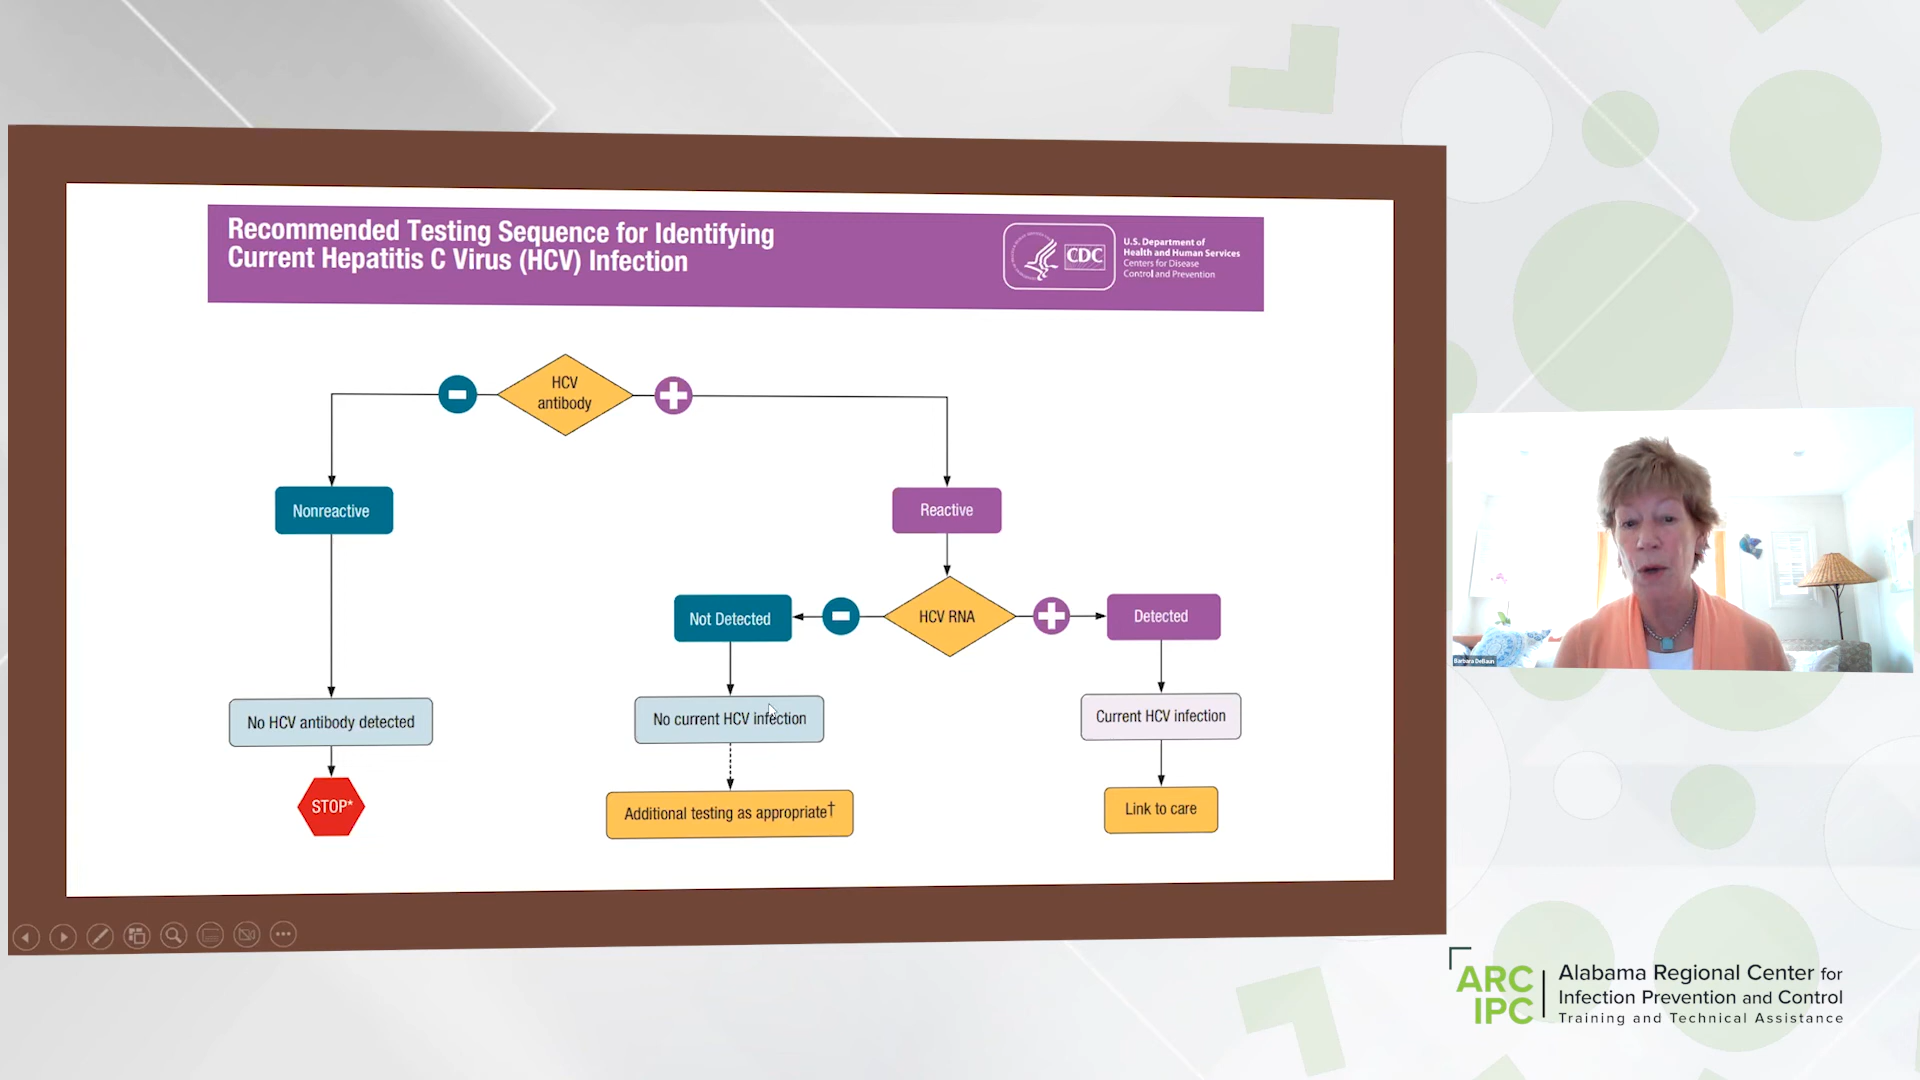 Recommended Testing Sequence for Identifying
Current Hepatitis C Virus (HCV) Infection
CDC
U.S. Department of
Health and Human Services
Centers for Disease
Control and Prevention
HCV
antibody
Nonreactive
Reactive
Not Detected
HCV RNA
Detected
No HCV antibody detected
No current HCV infection
Current HCV infection
STOP*
Additional testing as appropriate†
Link to care
Barbara DeBaun
ARC
IPC
Alabama Regional Center for
Infection Prevention and Control
Training and Technical Assistance